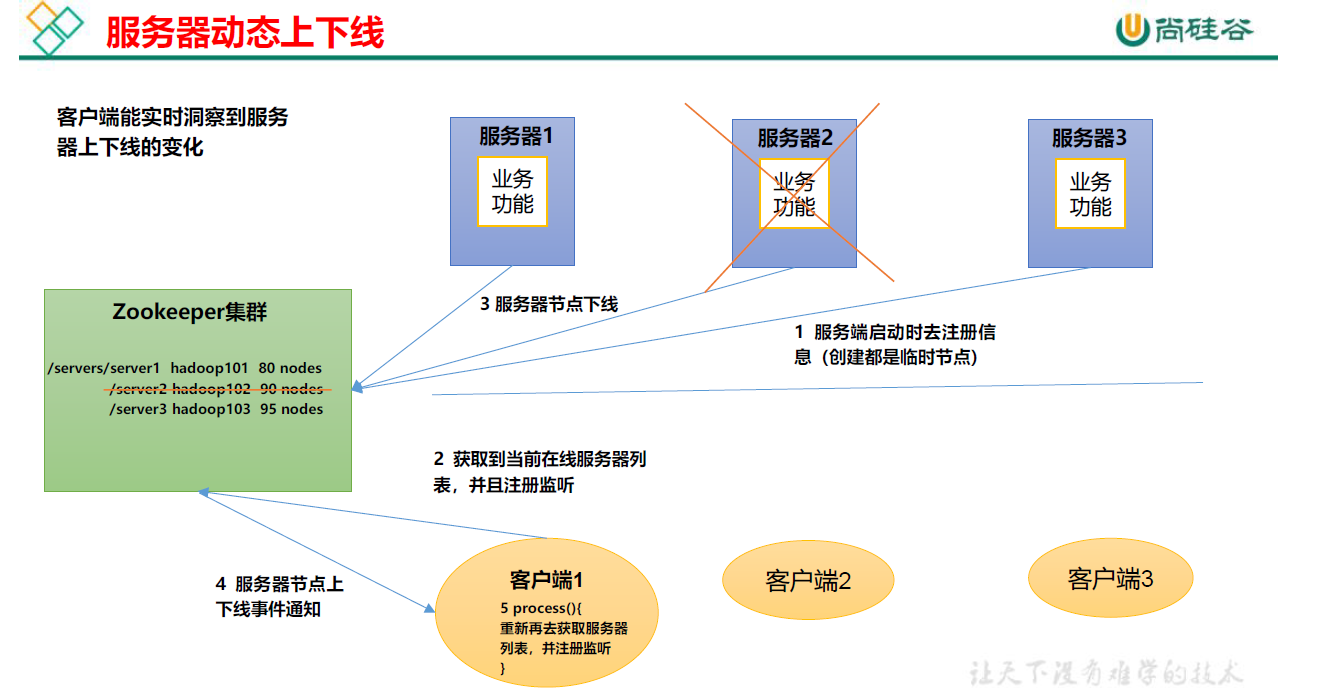 服务器动态上下线
尚硅谷
客户端能实时洞察到服务
器上下线的变化
服务器1
业务
功能
服务器2
业务
功能
服务器3
业务
功能
Zookeeper集群
/servers/server1 hadoop101 80 nodes
/server2 hadoop102 90 nodes
/server3 hadoop103 95 nodes
3 服务器节点下线
1 服务端启动时去注册信
息（创建都是临时节点）
2 获取到当前在线服务器列
表，并且注册监听
4 服务器节点上
下线事件通知
客户端1
5 process(){
重新再去获取服务器
列表，并注册监听
}
客户端2
客户端3
让天下没有难学的技术